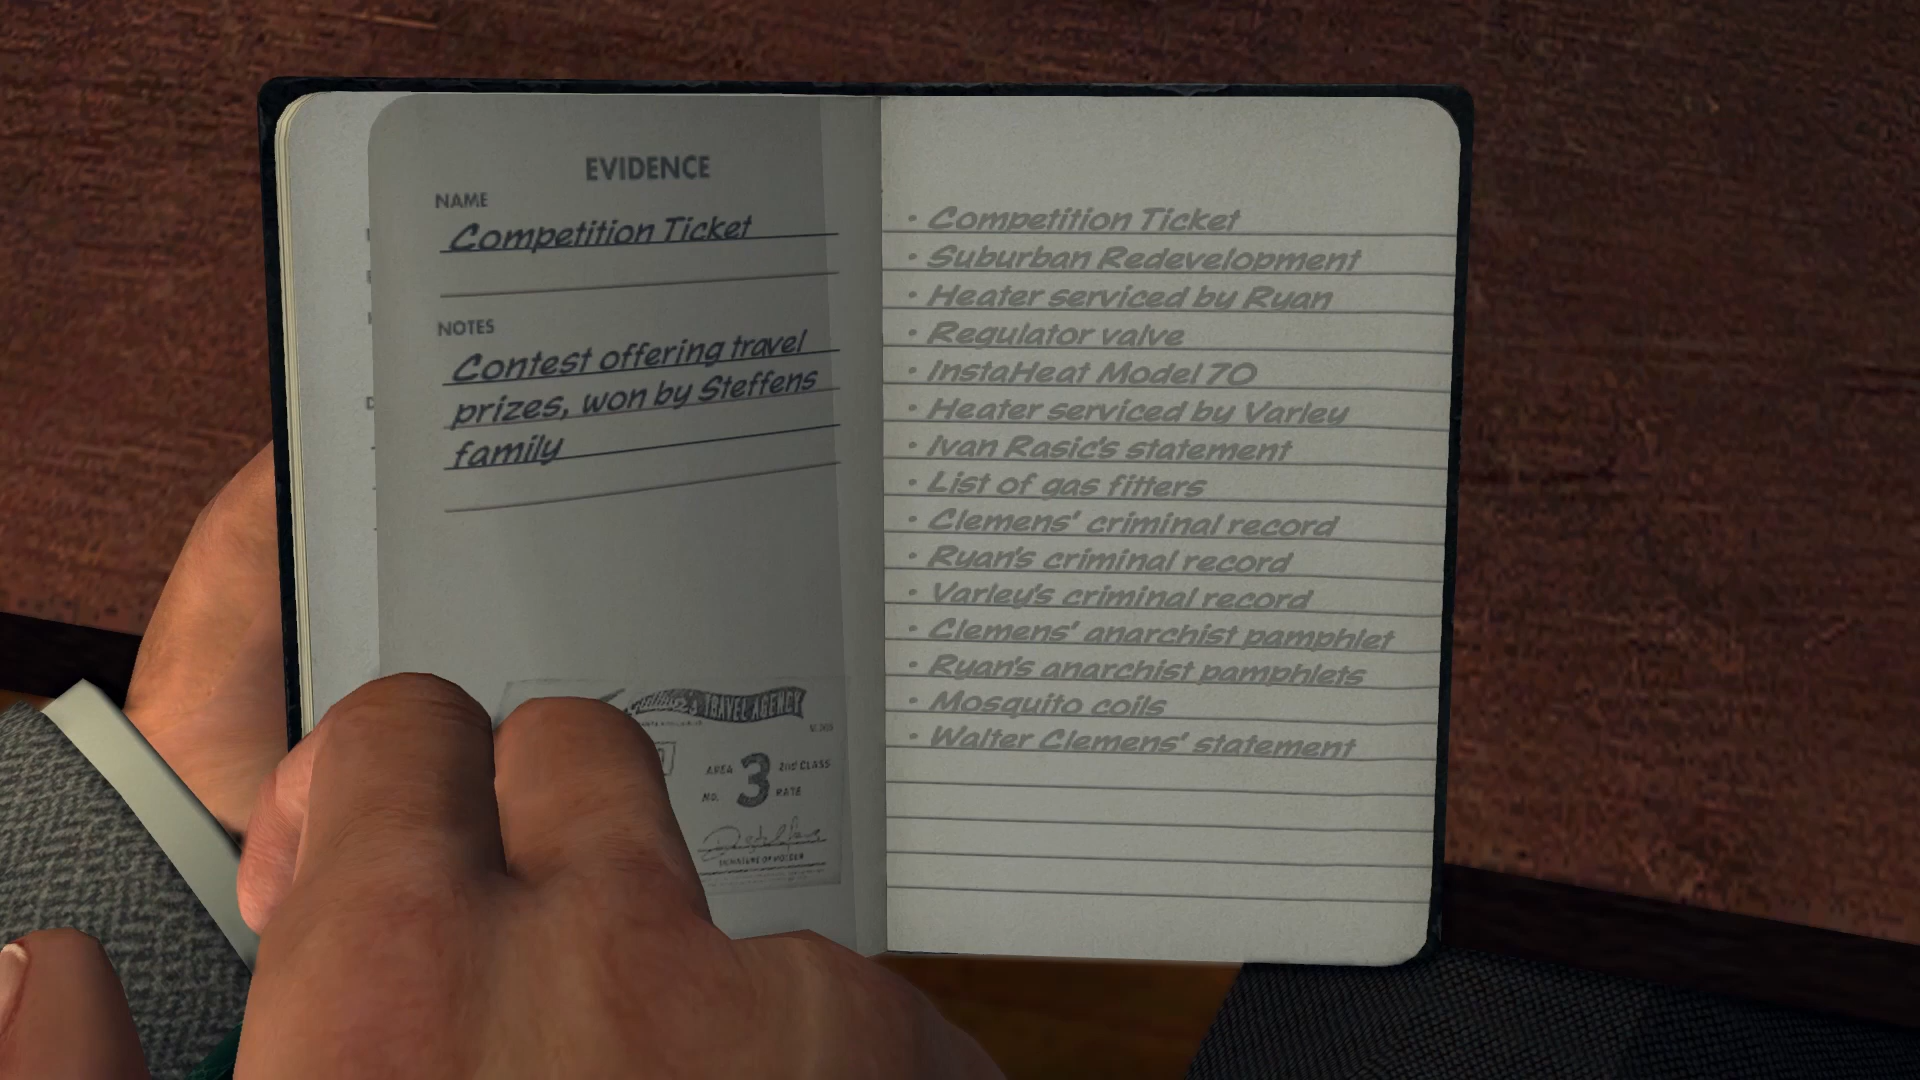 EVIDENCE
NAME
Competition Ticket
NOTES
Contest offering travel
prizes, won by Steffens
family
TRAVEL AGENCY
AREA 3 2nd CLASS
NO. RATE
SIGNATURE OF HOLDER
• Competition Ticket
• Suburban Redevelopment
• Heater serviced by Ryan
• Regulator valve
• InstaHeat Model 70
• Heater serviced by Varley
• Ivan Rasic's statement
• List of gas fitters
• Clemens' criminal record
• Ryan's criminal record
• Varley's criminal record
• Clemens' anarchist pamphlet
• Ryan's anarchist pamphlets
• Mosquito coils
• Walter Clemens' statement